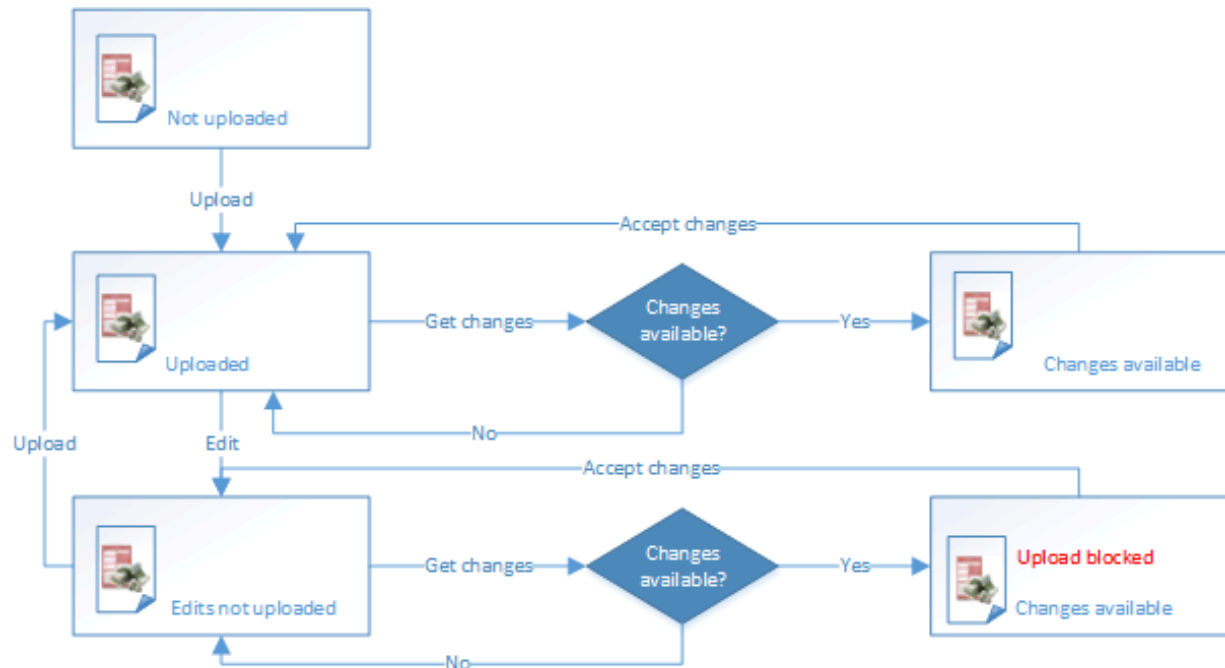 Not uploaded
Upload
Accept changes
Uploaded
Get changes
Changes
available?
Yes
Changes available
No
Upload
Edit
Accept changes
Edits not uploaded
Get changes
Changes
available?
Yes
Upload blocked
Changes available
No